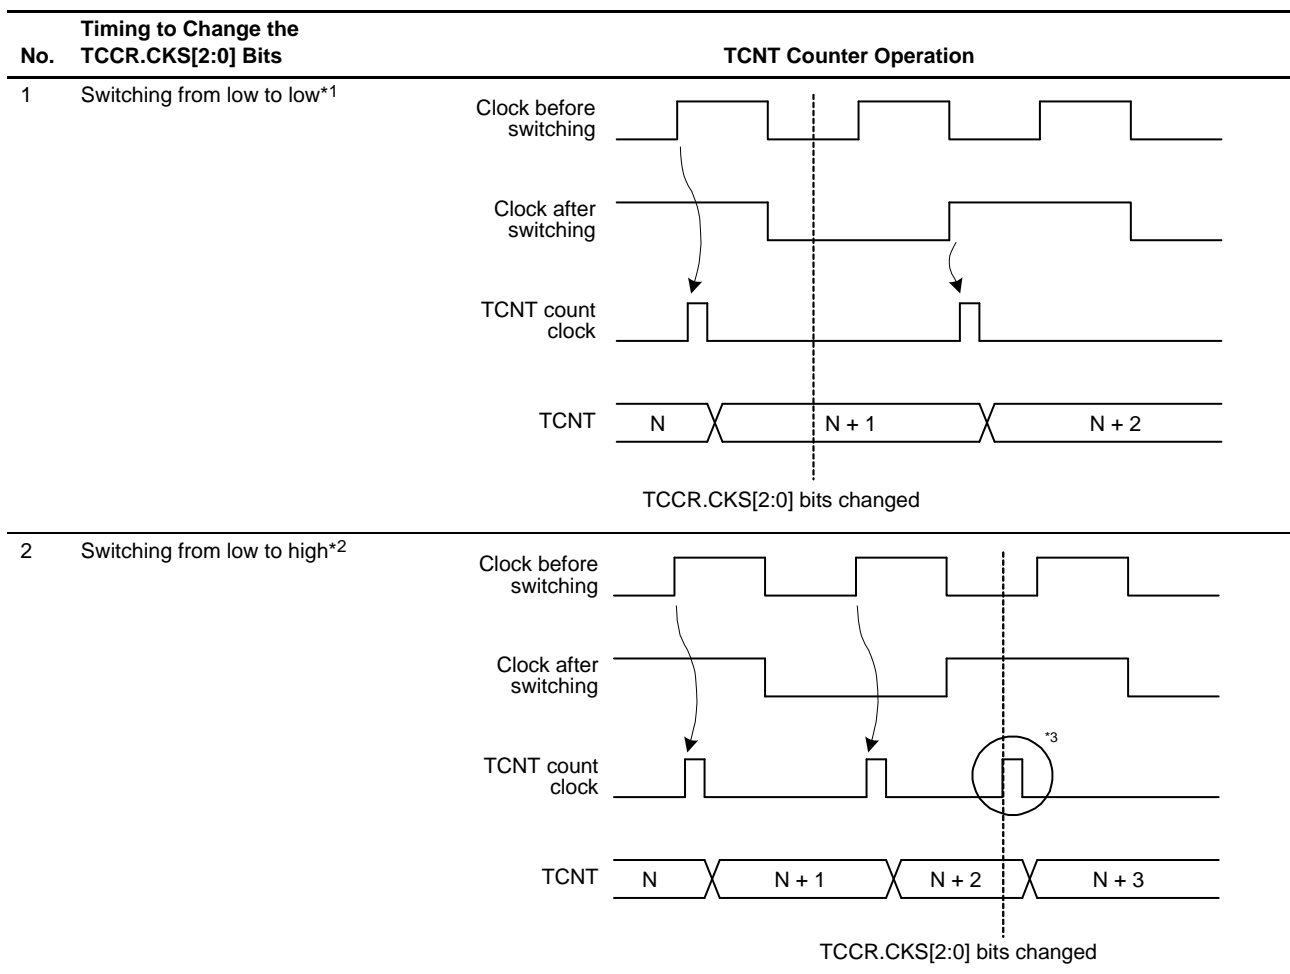 Timing to Change the
No. TCCR.CKS[2:0] Bits TCNT Counter Operation
1 Switching from low to low*1
Clock before
switching
Clock after
switching
TCNT count
clock
TCNT N N + 1 N + 2
TCCR.CKS[2:0] bits changed
2 Switching from low to high*2
Clock before
switching
Clock after
switching
*3
TCNT count
clock
TCNT N N + 1 N + 2 N + 3
TCCR.CKS[2:0] bits changed